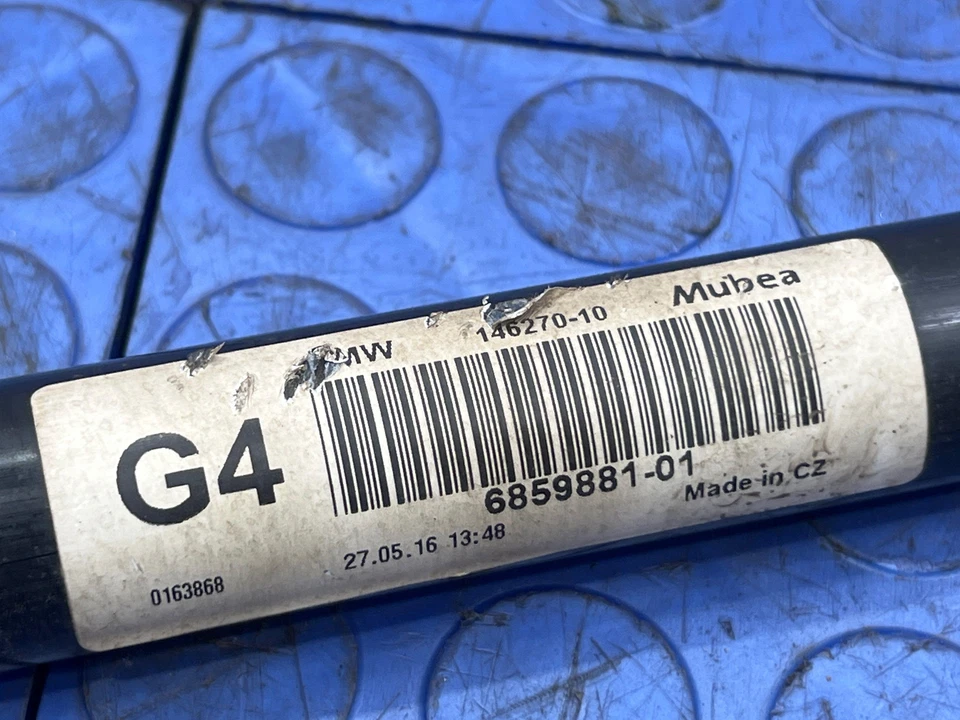 MW
146270-10
Mubea
G4
6859881-01
Made in CZ
27.05.16 13:48
0163868